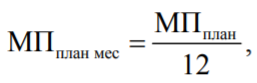 МП план мес = МП план / 12 ,